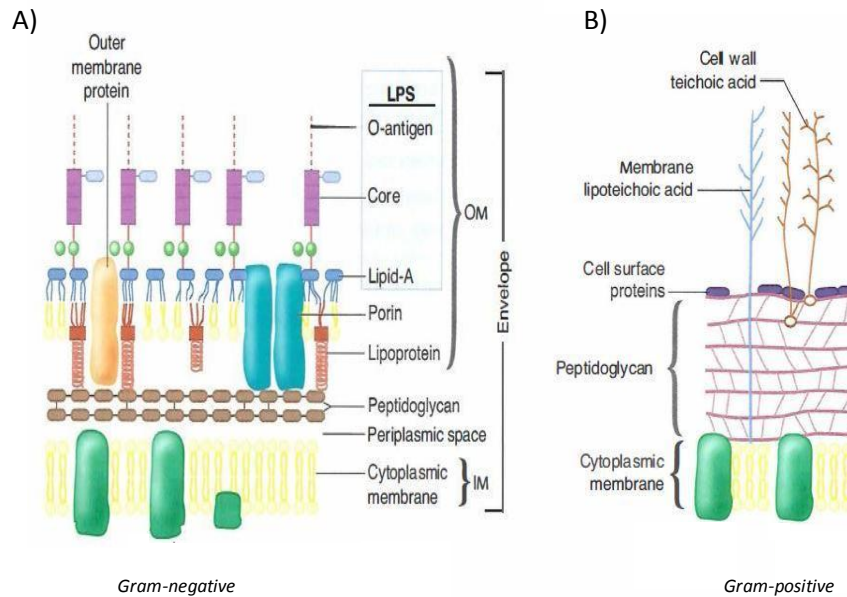 A)
Outer
membrane
protein
LPS
O-antigen
Core
Lipid-A
Porin
Lipoprotein
OM
Peptidoglycan
Periplasmic space
Cytoplasmic
membrane
IM
Envelope
Gram-negative
B)
Cell wall
teichoic acid
Membrane
lipoteichoic acid
Cell surface
proteins
Peptidoglycan
Cytoplasmic
membrane
Gram-positive